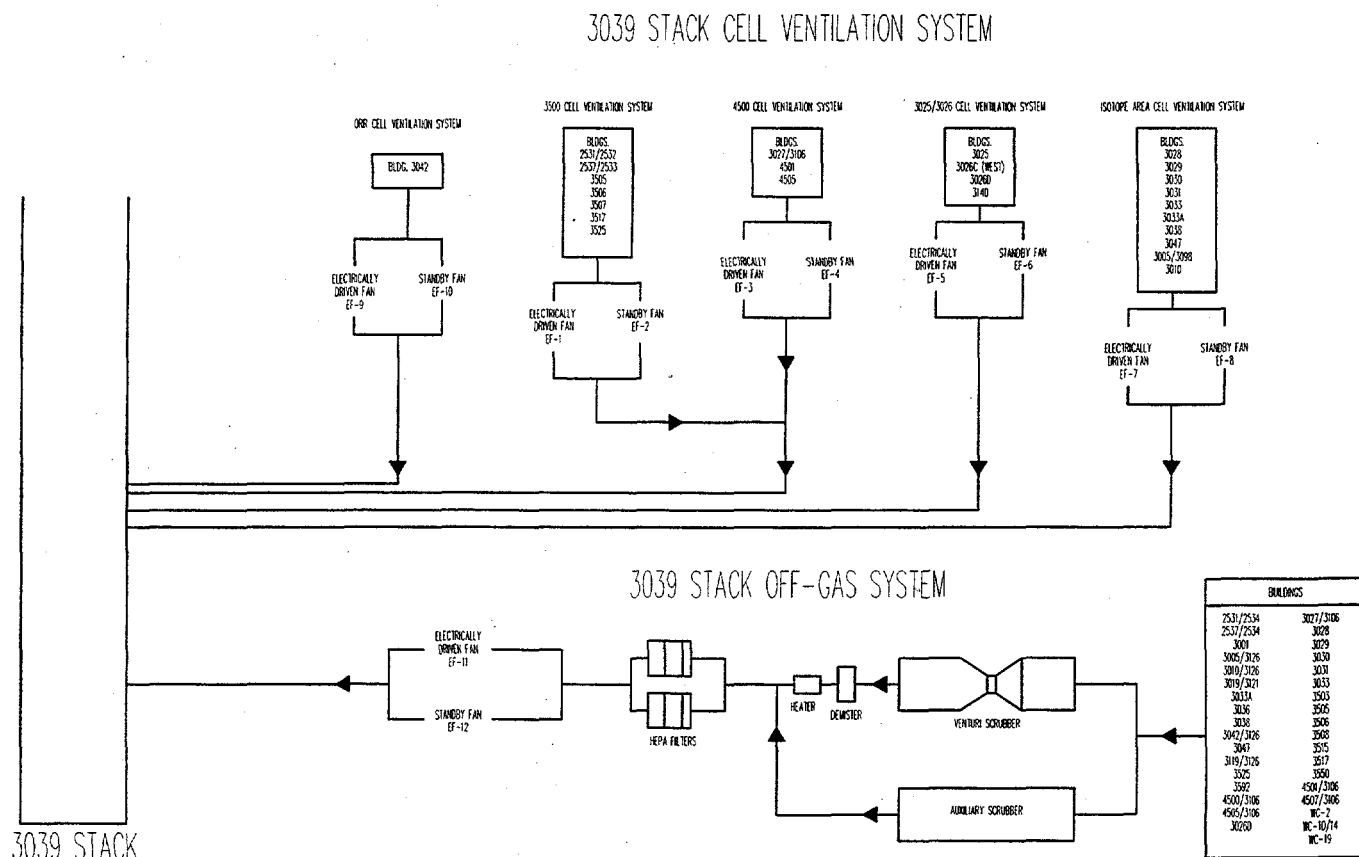 3039 STACK CELL VENTILATION SYSTEM
ORR CELL VENTILATION SYSTEM
BLDG. 3042
ELECTRICALLY
DRIVEN FAN
EF-9
STANDBY FAN
EF-10
3500 CELL VENTILATION SYSTEM
BLDGS.
2531/2532
2537/2533
3505
3506
3507
3517
3525
ELECTRICALLY
DRIVEN FAN
EF-1
STANDBY FAN
EF-2
4500 CELL VENTILATION SYSTEM
BLDGS.
3027/3106
4501
4505
ELECTRICALLY
DRIVEN FAN
EF-3
STANDBY FAN
EF-4
3025/3026 CELL VENTILATION SYSTEM
BLDGS.
3025
3026C (WEST)
3026D
3140
ELECTRICALLY
DRIVEN FAN
EF-5
STANDBY FAN
EF-6
ISOTOPE AREA CELL VENTILATION SYSTEM
BLDGS.
3028
3029
3030
3031
3033
3033A
3038
3047
3005/3098
3010
ELECTRICALLY
DRIVEN FAN
EF-7
STANDBY FAN
EF-8
3039 STACK OFF-GAS SYSTEM
ELECTRICALLY
DRIVEN FAN
EF-11
STANDBY FAN
EF-12
HEPA FILTERS
HEATER
DEMISTER
VENTURI SCRUBBER
AUXILIARY SCRUBBER
BUILDINGS
2531/2534 3027/3106
2537/2534 3028
3001 3029
3005/3126 3030
3010/3126 3031
3019/3121 3033
3033A 3503
3036 3505
3038 3506
3042/3126 3508
3047 3515
3119/3126 3517
3525 3550
3592 4501/3106
4500/3106 4507/3106
4505/3106 WC-2
3026D WC-10/14
WC-19
3039 STACK